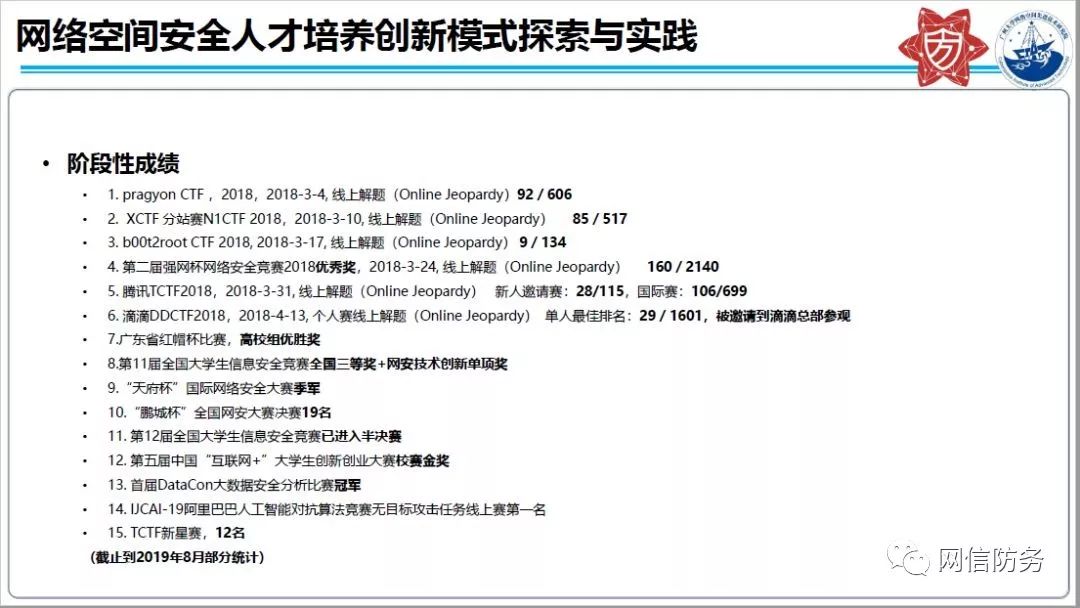 网络空间安全人才培养创新模式探索与实践
• 阶段性成绩
• 1. pragyon CTF ，2018，2018-3-4, 线上解题（Online Jeopardy）92 / 606
• 2. XCTF 分站赛N1CTF 2018，2018-3-10, 线上解题（Online Jeopardy） 85 / 517
• 3. b00t2root CTF 2018, 2018-3-17, 线上解题（Online Jeopardy） 9 / 134
• 4. 第二届强网杯网络安全竞赛2018优秀奖，2018-3-24, 线上解题（Online Jeopardy） 160 / 2140
• 5. 腾讯TCTF2018，2018-3-31, 线上解题（Online Jeopardy） 新人邀请赛：28/115，国际赛：106/699
• 6. 滴滴DDCTF2018，2018-4-13, 个人赛线上解题（Online Jeopardy） 单人最佳排名：29 / 1601，被邀请到滴滴总部参观
• 7.广东省红帽杯比赛，高校组优胜奖
• 8.第11届全国大学生信息安全竞赛全国三等奖+网安技术创新单项奖
• 9.“天府杯”国际网络安全大赛季军
• 10.“鹏城杯”全国网安大赛决赛19名
• 11. 第12届全国大学生信息安全竞赛已进入半决赛
• 12. 第五届中国“互联网+”大学生创新创业大赛校赛金奖
• 13. 首届DataCon大数据安全分析比赛冠军
• 14. IJCAI-19阿里巴巴人工智能对抗算法竞赛无目标攻击任务线上赛第一名
• 15. TCTF新星赛，12名
（截止到2019年8月部分统计）
网信防务